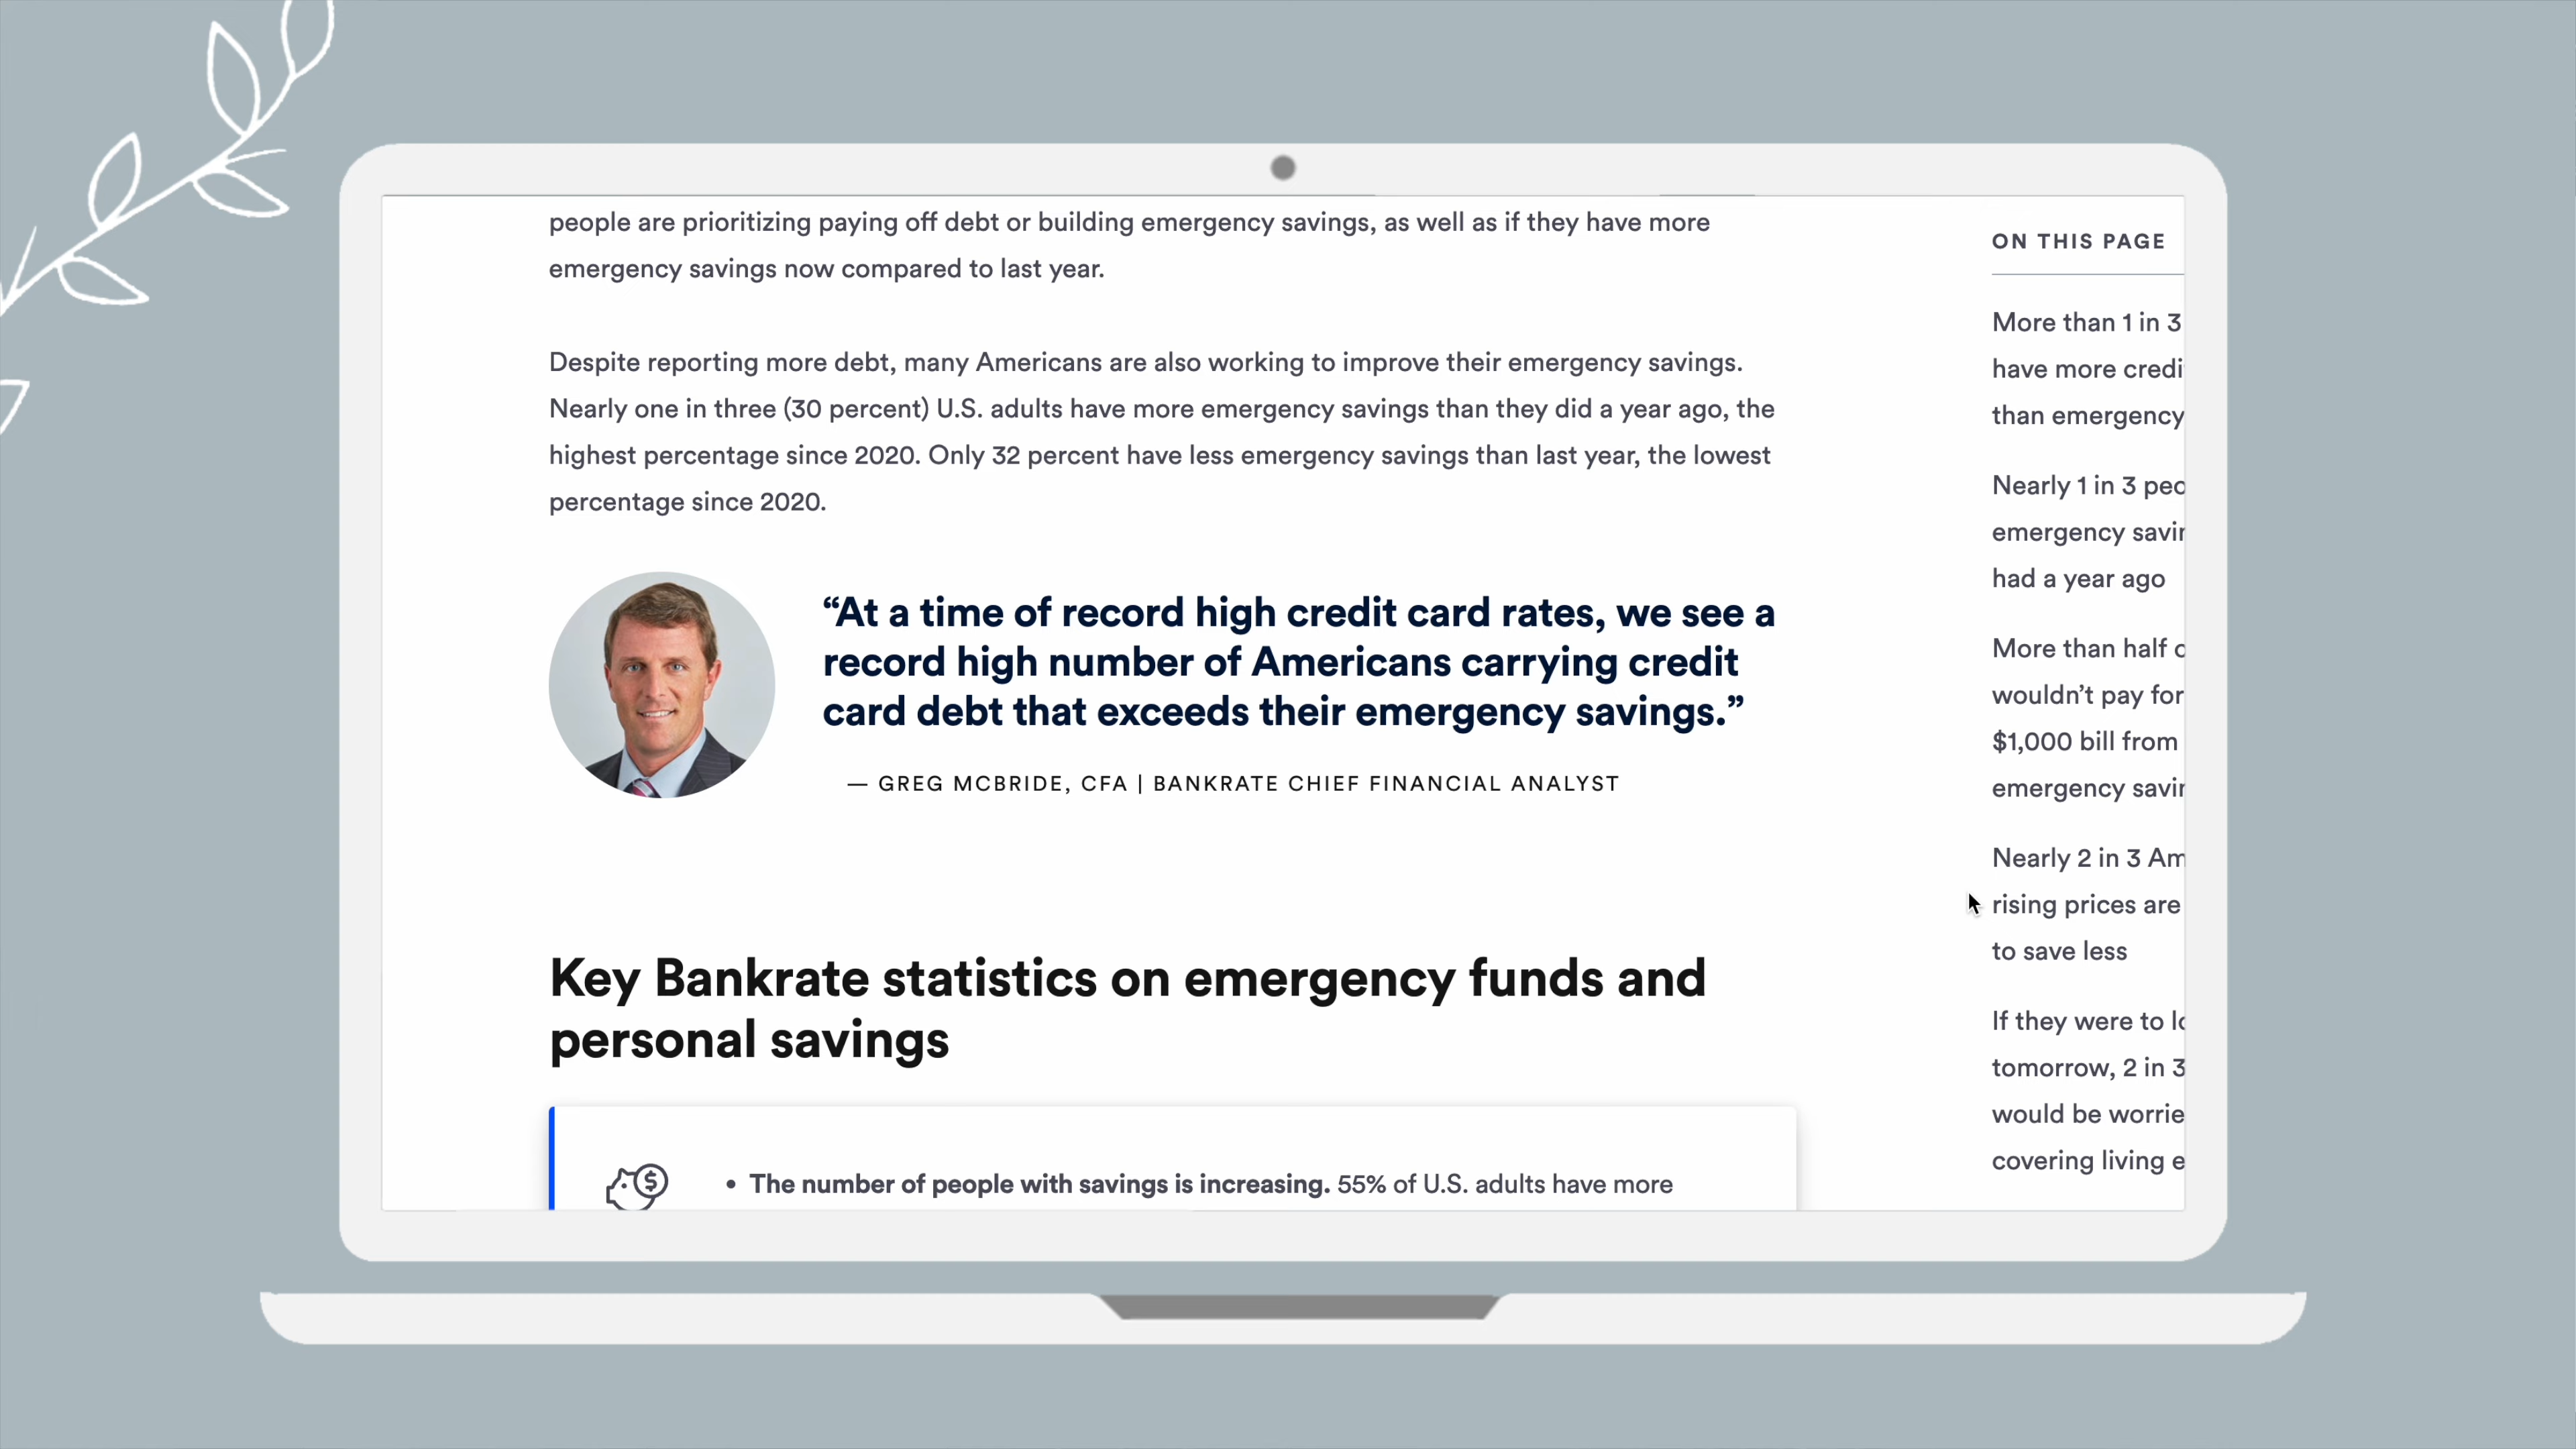 people are prioritizing paying off debt or building emergency savings, as well as if they have more
emergency savings now compared to last year.
Despite reporting more debt, many Americans are also working to improve their emergency savings.
Nearly one in three (30 percent) U.S. adults have more emergency savings than they did a year ago, the
highest percentage since 2020. Only 32 percent have less emergency savings than last year, the lowest
percentage since 2020.
“At a time of record high credit card rates, we see a
record high number of Americans carrying credit
card debt that exceeds their emergency savings.”
— GREG MCBRIDE, CFA | BANKRATE CHIEF FINANCIAL ANALYST
Key Bankrate statistics on emergency funds and
personal savings
• The number of people with savings is increasing. 55% of U.S. adults have more
ON THIS PAGE
More than 1 in 3
have more
than emergency
Nearly 1 in 3
emergency
had a year ago
More than half
wouldn’t pay for
$1,000 bill from
emergency
Nearly 2 in 3
rising prices are
to save less
If they were to
tomorrow, 2 in 3
would be
covering living